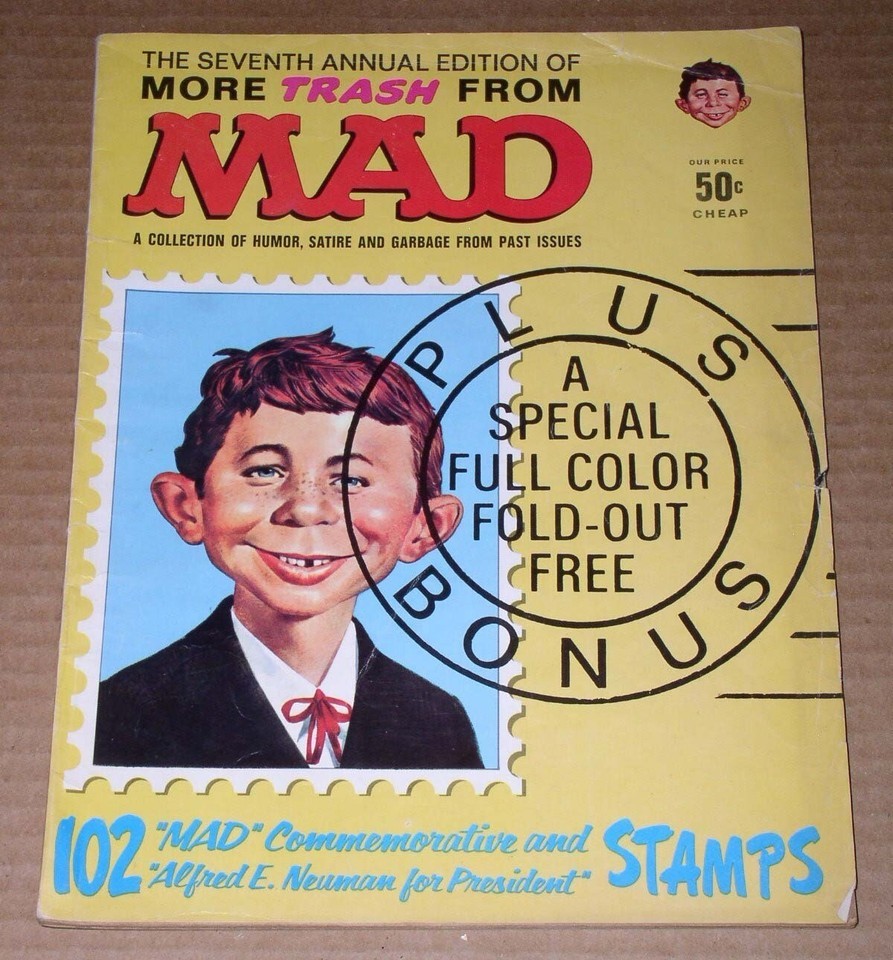 THE SEVENTH ANNUAL EDITION OF
MORE TRASH FROM
MAD
A COLLECTION OF HUMOR, SATIRE AND GARBAGE FROM PAST ISSUES
OUR PRICE
50c
CHEAP
PLUS
A
SPECIAL
FULL COLOR
FOLD-OUT
FREE
BONUS
102 "MAD" Commemorative and
"Alfred E. Neuman for President"
STAMPS